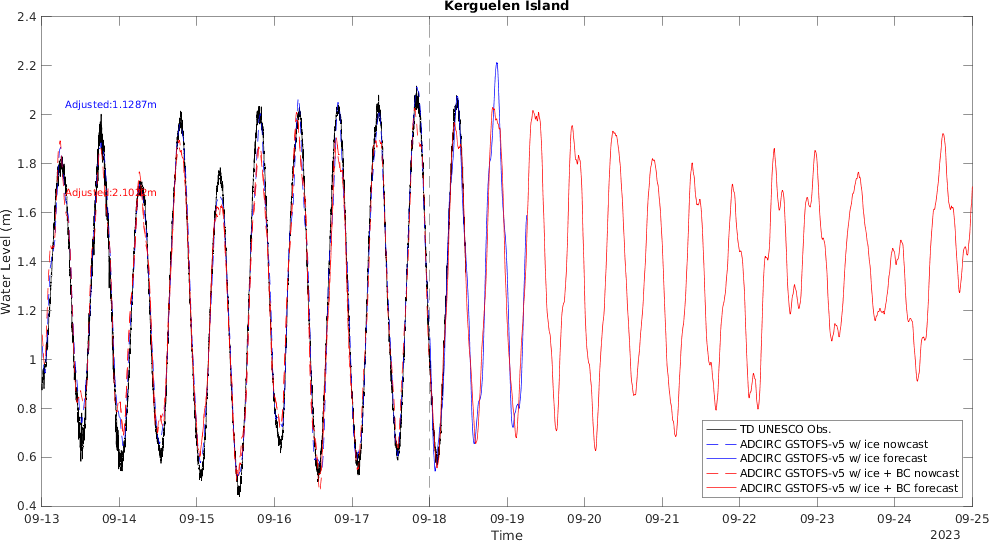 Kerguelen Island
2.4
2.2
2
1.8
1.6
1.4
1.2
1
0.8
0.6
0.4
Water Level (m)
Adjusted:1.1287m
TD UNESCO Obs.
ADCIRC GSTOFS-v5 w/ ice nowcast
ADCIRC GSTOFS-v5 w/ ice forecast
ADCIRC GSTOFS-v5 w/ ice + BC nowcast
ADCIRC GSTOFS-v5 w/ ice + BC forecast
09-13 09-14 09-15 09-16 09-17 09-18 09-19 09-20 09-21 09-22 09-23 09-24 09-25
Time
2023